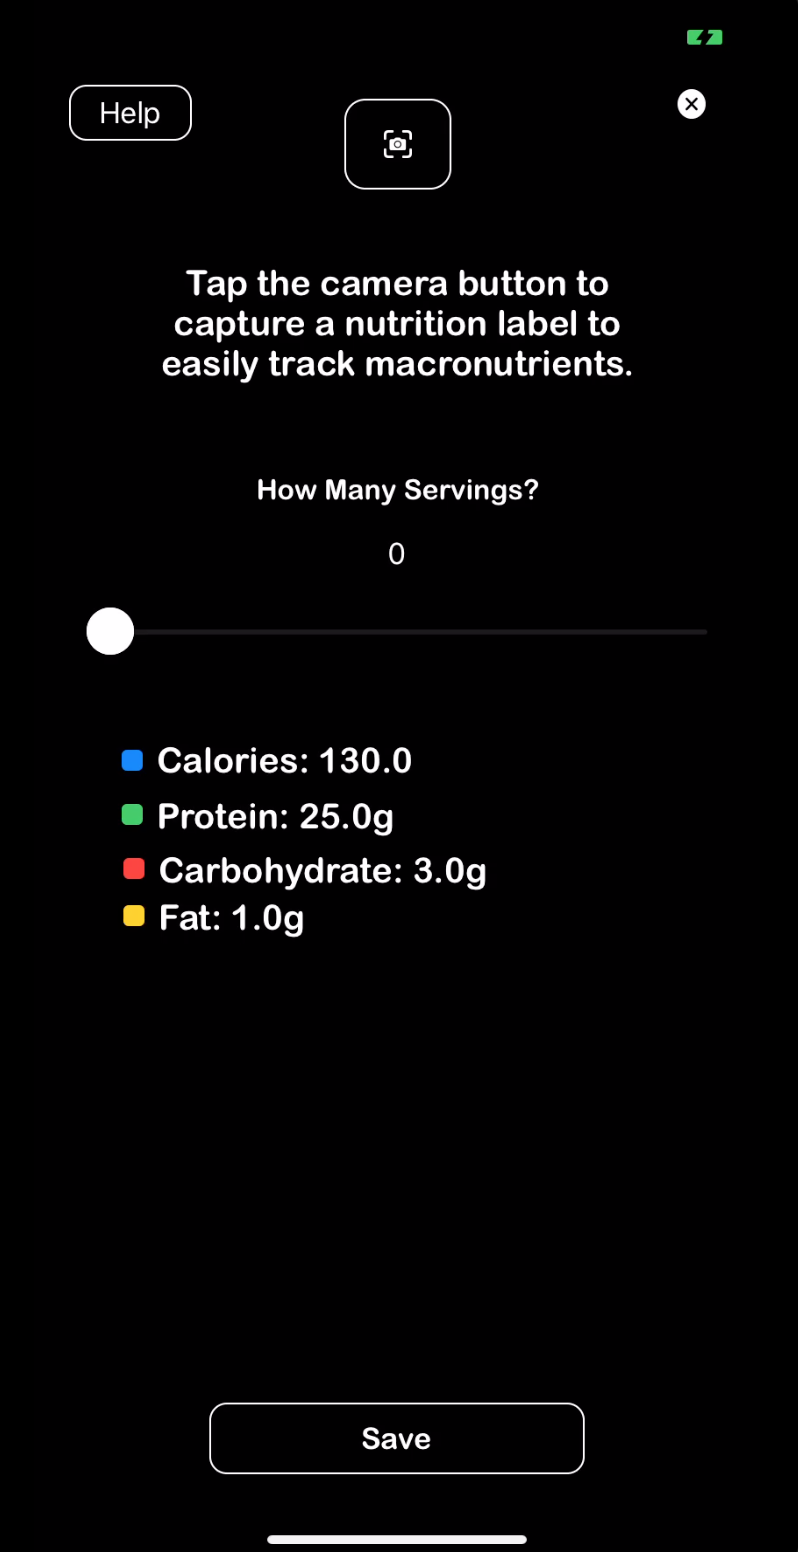 Help
Tap the camera button to
capture a nutrition label to
easily track macronutrients.
How Many Servings?
0
Calories: 130.0
Protein: 25.0g
Carbohydrate: 3.0g
Fat: 1.0g
Save